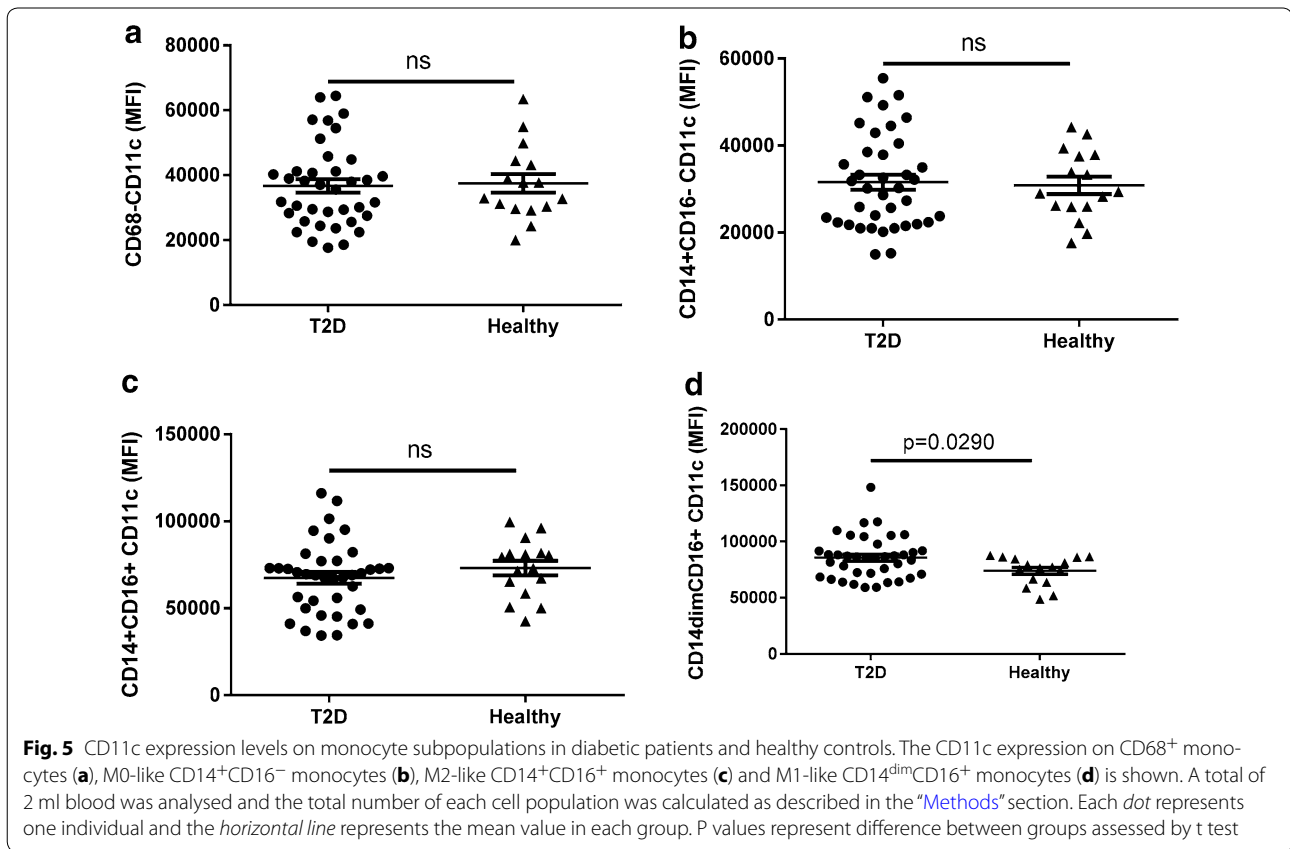 a
CD68-CD11c (MFI)
80000
60000
40000
20000
0
ns
T2D
Healthy
b
CD14+CD16- CD11c (MFI)
60000
40000
20000
0
ns
T2D
Healthy
c
CD14+CD16+ CD11c (MFI)
150000
100000
50000
0
ns
T2D
Healthy
d
CD14dimCD16+ CD11c (MFI)
200000
150000
100000
50000
0
p=0.0290
T2D
Healthy
Fig. 5 CD11c expression levels on monocyte subpopulations in diabetic patients and healthy controls. The CD11c expression on CD68⁺ mono-
cytes (a), M0-like CD14⁺CD16⁻ monocytes (b), M2-like CD14⁺CD16⁺ monocytes (c) and M1-like CD14ᵈⁱᵐCD16⁺ monocytes (d) is shown. A total of
2 ml blood was analysed and the total number of each cell population was calculated as described in the “Methods” section. Each dot represents
one individual and the horizontal line represents the mean value in each group. P values represent difference between groups assessed by t test